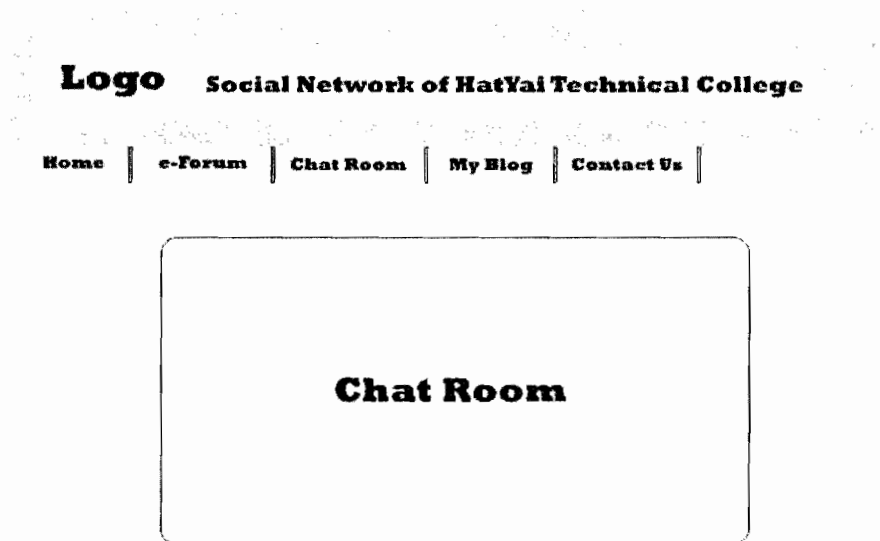 Logo Social Network of HatYai Technical College
Home e-Forum Chat Room My Blog Contact Us
Chat Room